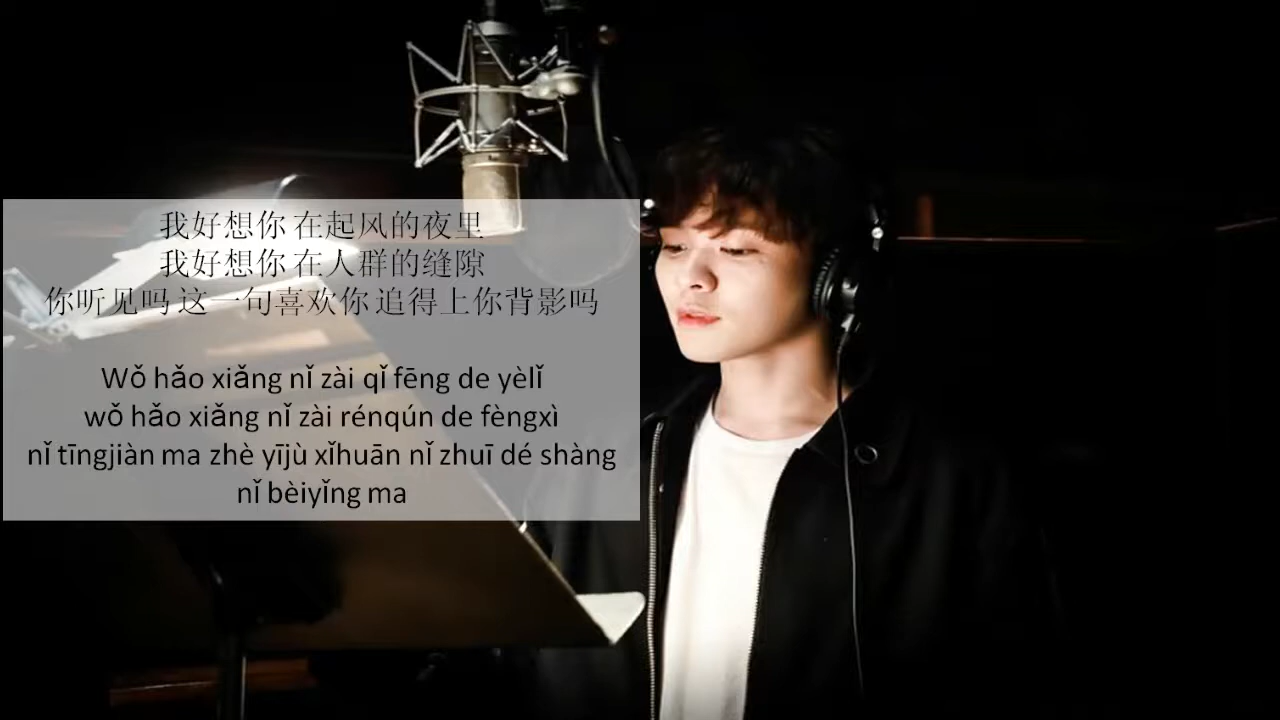 我好想你 在起风的夜里
我好想你 在人群的缝隙
你听见吗 这一句喜欢你 追得上你背影吗
Wǒ hǎo xiǎng nǐ zài qǐ fēng de yèlǐ
wǒ hǎo xiǎng nǐ zài rénqún de fèngxì
nǐ tīngjiàn ma zhè yījù xǐhuān nǐ zhuī dé shàng
nǐ bèiyǐng ma